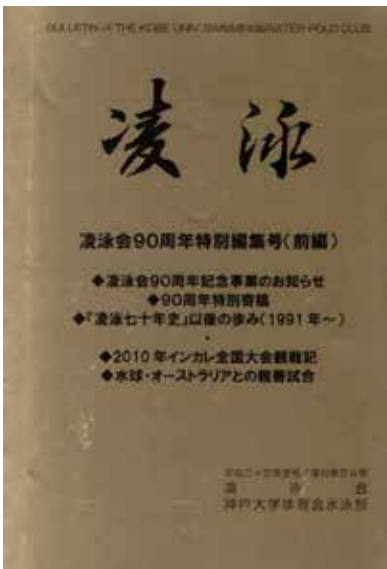 BULLETIN of THE KOBE UNIV. SWIMMING&WATER-POLO CLUB
凌泳
凌泳会90周年特別編集号(前編)
◆凌泳会90周年記念事業のお知らせ
◆90周年特別寄稿
◆『凌泳七十年史』以後の歩み(1991年~)
◆2010年インカレ全国大会観戦記
◆水球・オーストラリアとの親善試合
凌泳会
神戸大学体育会水泳部